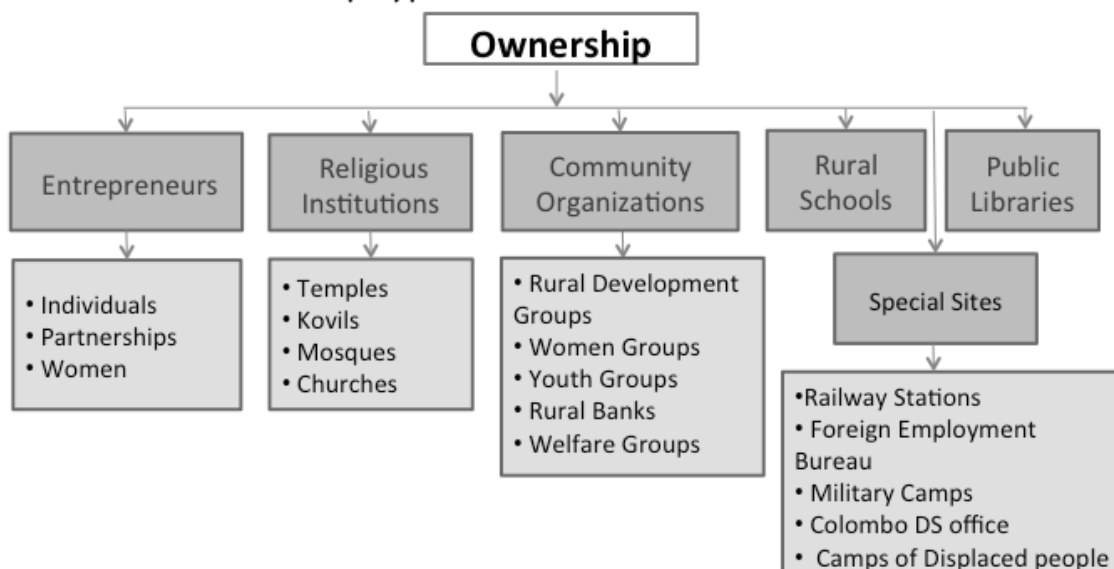 Ownership
Entrepreneurs
Religious
Institutions
Community
Organizations
Rural
Schools
Public
Libraries
• Individuals
• Partnerships
• Women
• Temples
• Kovils
• Mosques
• Churches
• Rural Development
Groups
• Women Groups
• Youth Groups
• Rural Banks
• Welfare Groups
Special Sites
•Railway Stations
• Foreign Employment
Bureau
• Military Camps
• Colombo DS office
• Camps of Displaced people